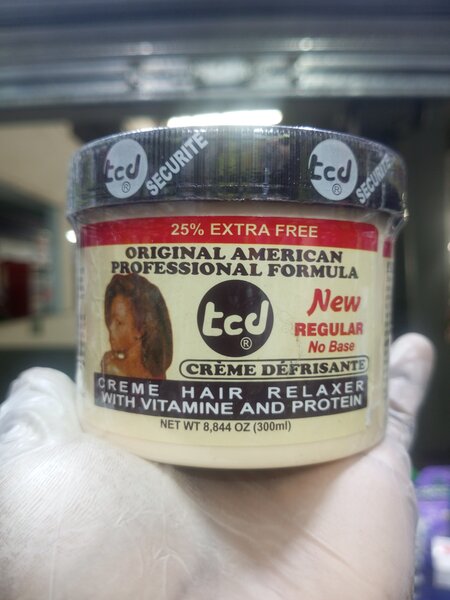 tcd
®
SECURITE
tcd
®
SECURITE
25% EXTRA FREE
ORIGINAL AMERICAN
PROFESSIONAL FORMULA
tcd
®
New
REGULAR
No Base
CRÈME DÉFRISANTE
CREME HAIR RELAXER
WITH VITAMINE AND PROTEIN
NET WT 8,844 OZ (300ml)